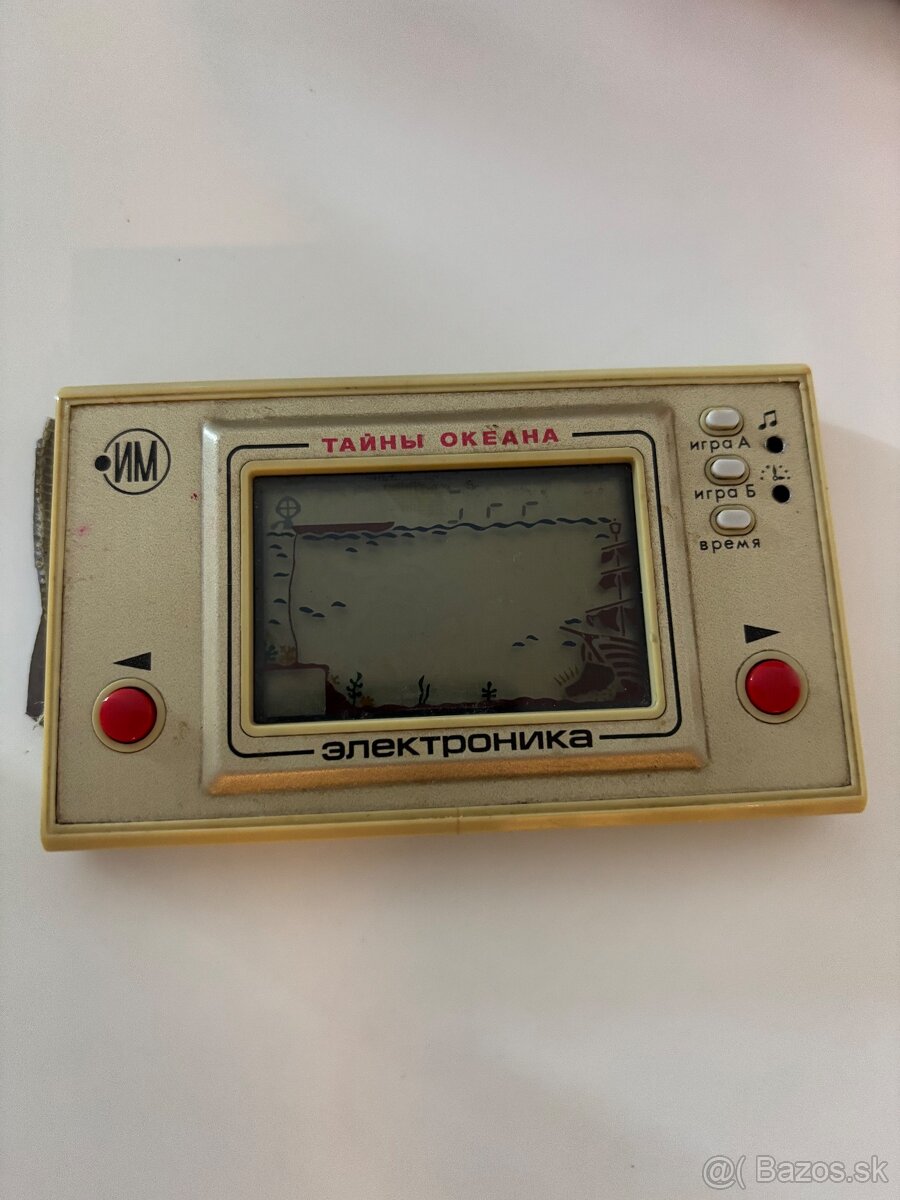 ИМ
ТАЙНЫ ОКЕАНА
игра А
игра Б
время
электроника
@( Bazos.sk